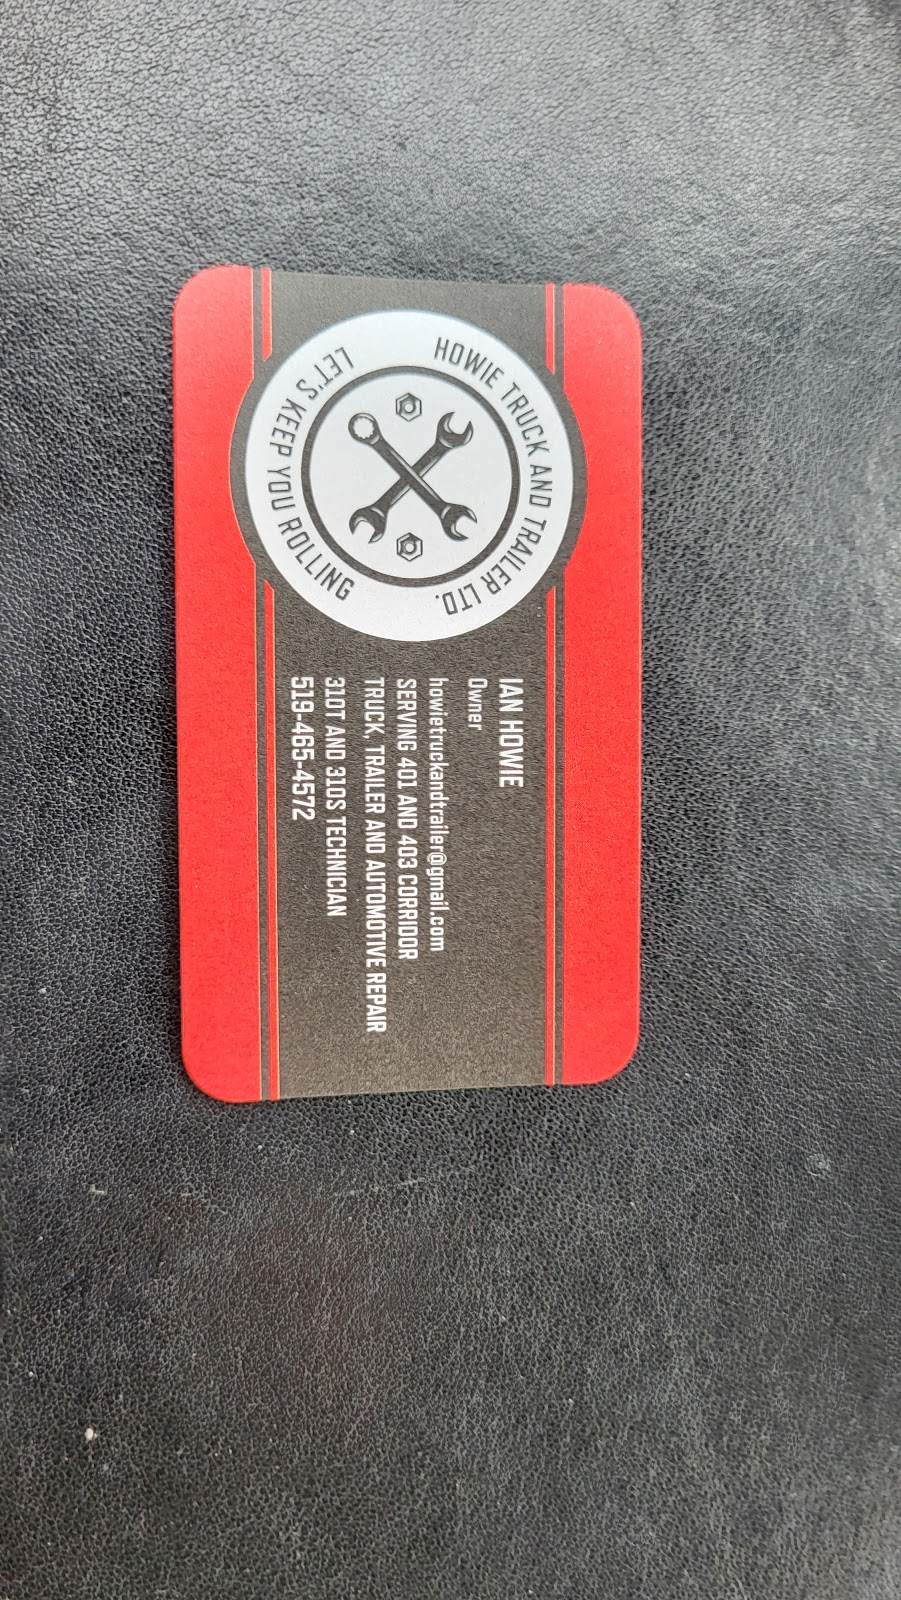 HOWIE TRUCK AND TRAILER LTD.
LET'S KEEP YOU ROLLING
IAN HOWIE
Owner
howietruckandtrailer@gmail.com
SERVING 401 AND 403 CORRIDOR
TRUCK, TRAILER AND AUTOMOTIVE REPAIR
310T AND 310S TECHNICIAN
519-465-4572